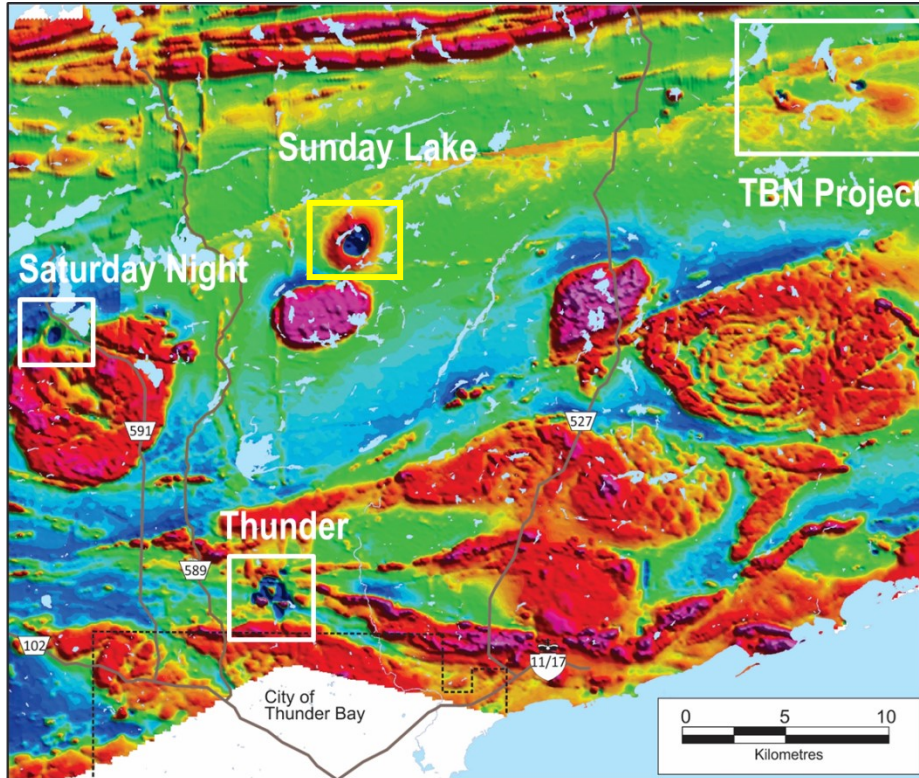 Sunday Lake
TBN Project
Saturday Night
591
527
Thunder
589
102
11/17
City of
Thunder Bay
0 5 10
Kilometres